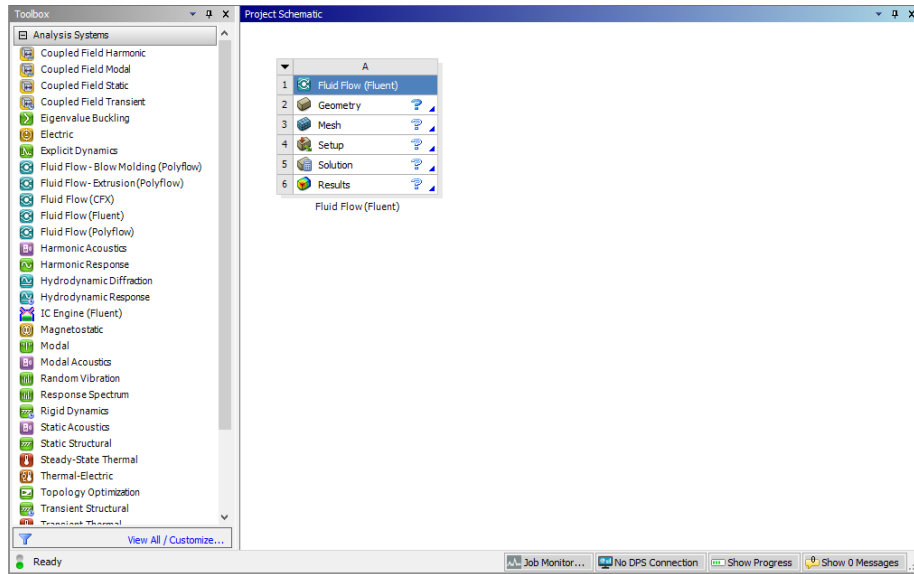 Toolbox
Project Schematic
Analysis Systems
Coupled Field Harmonic
Coupled Field Modal
Coupled Field Static
Coupled Field Transient
Eigenvalue Buckling
Electric
Explicit Dynamics
Fluid Flow - Blow Molding (Polyflow)
Fluid Flow - Extrusion (Polyflow)
Fluid Flow (CFX)
Fluid Flow (Fluent)
Fluid Flow (Polyflow)
Harmonic Acoustics
Harmonic Response
Hydrodynamic Diffraction
Hydrodynamic Response
IC Engine (Fluent)
Magnetostatic
Modal
Modal Acoustics
Random Vibration
Response Spectrum
Rigid Dynamics
Static Acoustics
Static Structural
Steady-State Thermal
Thermal-Electric
Topology Optimization
Transient Structural
Transient Thermal
View All / Customize...
A
1 Fluid Flow (Fluent)
2 Geometry ?
3 Mesh ?
4 Setup ?
5 Solution ?
6 Results ?
Fluid Flow (Fluent)
Ready
Job Monitor...
No DPS Connection
Show Progress
0 Show 0 Messages